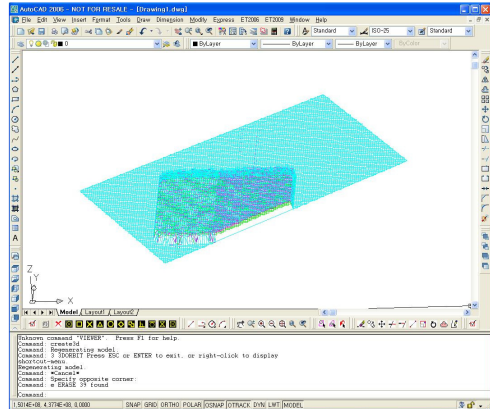 AutoCAD 2006 - NOT FOR RESALE - [Drawing1.dwg]
File Edit View Insert Format Tools Draw Dimension Modify Express ET2006 ET2008 Window Help
Standard ISO-25 Standard
0 ByLayer ByLayer ByLayer ByColor
A
Z
Y
X
Model Layout1 Layout2
Unknown command "VIEWER". Press F1 for help.
Command: create3d
Command: Regenerating model.
Command: 3 3DORBIT Press ESC or ENTER to exit, or right-click to display
shortcut-menu.
Regenerating model.
Command: *Cancel*
Command: Specify opposite corner:
Command: e ERASE 39 found
Command:
1.5014E+08, 4.3774E+08, 0.0000 SNAP GRID ORTHO POLAR OSNAP OTRACK DYN LWT MODEL